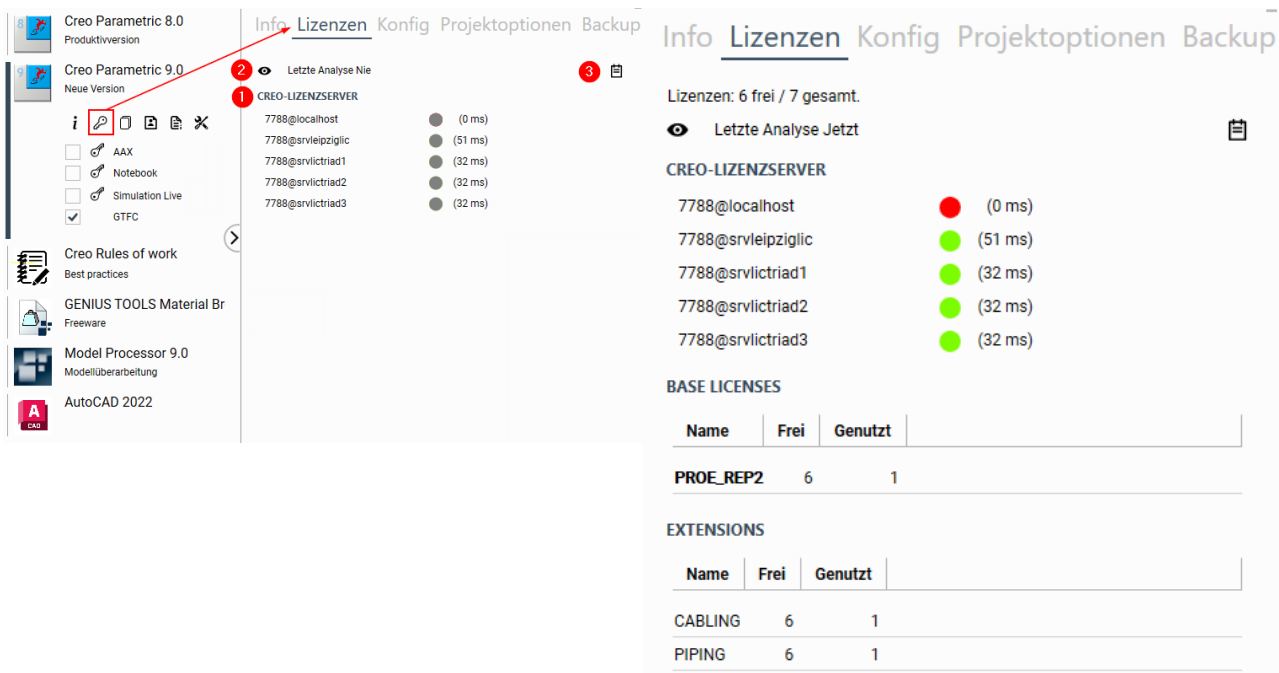 Creo Parametric 8.0
Produktivversion
Creo Parametric 9.0
Neue Version
AAX
Notebook
Simulation Live
GTFC
Creo Rules of work
Best practices
GENIUS TOOLS Material Br
Freeware
Model Processor 9.0
Modellüberarbeitung
AutoCAD 2022
Info Lizenzen Konfig Projektoptionen Backup
2 Letzte Analyse Nie 3
1 CREO-LIZENZSERVER
7788@localhost (0 ms)
7788@srvleipziglic (51 ms)
7788@srvlictriad1 (32 ms)
7788@srvlictriad2 (32 ms)
7788@srvlictriad3 (32 ms)
Info Lizenzen Konfig Projektoptionen Backup
Lizenzen: 6 frei / 7 gesamt.
Letzte Analyse Jetzt
CREO-LIZENZSERVER
7788@localhost (0 ms)
7788@srvleipziglic (51 ms)
7788@srvlictriad1 (32 ms)
7788@srvlictriad2 (32 ms)
7788@srvlictriad3 (32 ms)
BASE LICENSES
Name Frei Genutzt
PROE_REP2 6 1
EXTENSIONS
Name Frei Genutzt
CABLING 6 1
PIPING 6 1